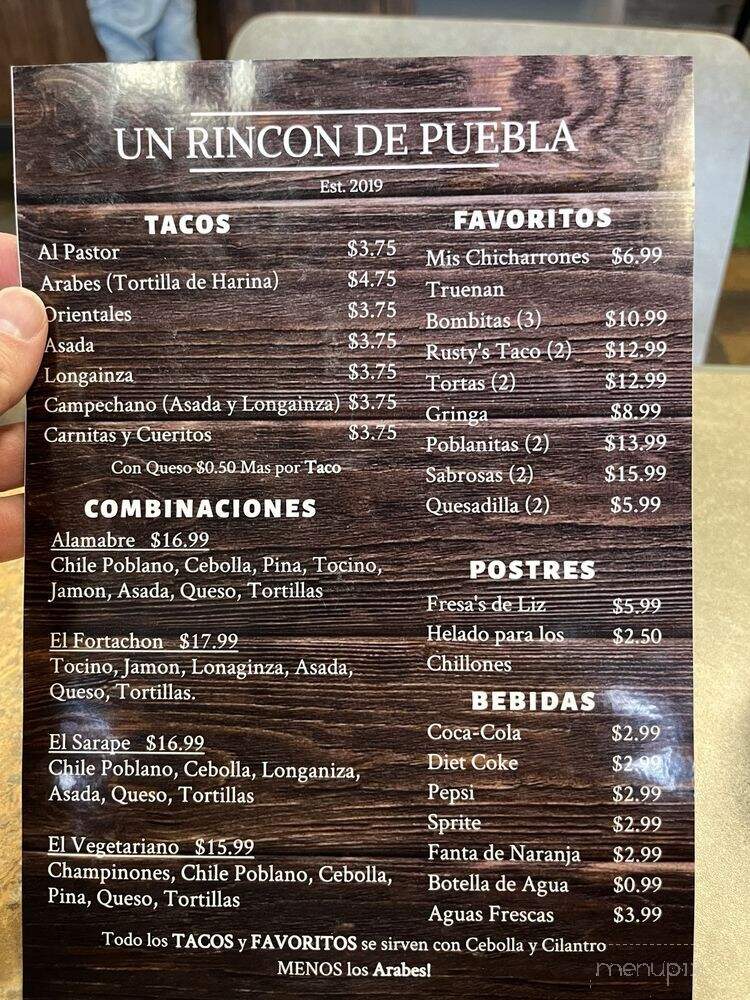 UN RINCON DE PUEBLA
Est. 2019
TACOS
Al Pastor $3.75
Arabes (Tortilla de Harina) $4.75
Orientales $3.75
Asada $3.75
Longainza $3.75
Campechano (Asada y Longainza) $3.75
Carnitas y Cueritos $3.75
Con Queso $0.50 Mas por Taco
COMBINACIONES
Alamabre $16.99
Chile Poblano, Cebolla, Pina, Tocino,
Jamon, Asada, Queso, Tortillas
El Fortachon $17.99
Tocino, Jamon, Lonaginza, Asada,
Queso, Tortillas.
El Sarape $16.99
Chile Poblano, Cebolla, Longaniza,
Asada, Queso, Tortillas
El Vegetariano $15.99
Champinones, Chile Poblano, Cebolla,
Pina, Queso, Tortillas
FAVORITOS
Mis Chicharrones $6.99
Truenan
Bombitas (3) $10.99
Rusty's Taco (2) $12.99
Tortas (2) $12.99
Gringa $8.99
Poblanitas (2) $13.99
Sabrosas (2) $15.99
Quesadilla (2) $5.99
POSTRES
Fresa's de Liz $5.99
Helado para los $2.50
Chillones
BEBIDAS
Coca-Cola $2.99
Diet Coke $2.99
Pepsi $2.99
Sprite $2.99
Fanta de Naranja $2.99
Botella de Agua $0.99
Aguas Frescas $3.99
Todo los TACOS y FAVORITOS se sirven con Cebolla y Cilantro
MENOS los Arabes!